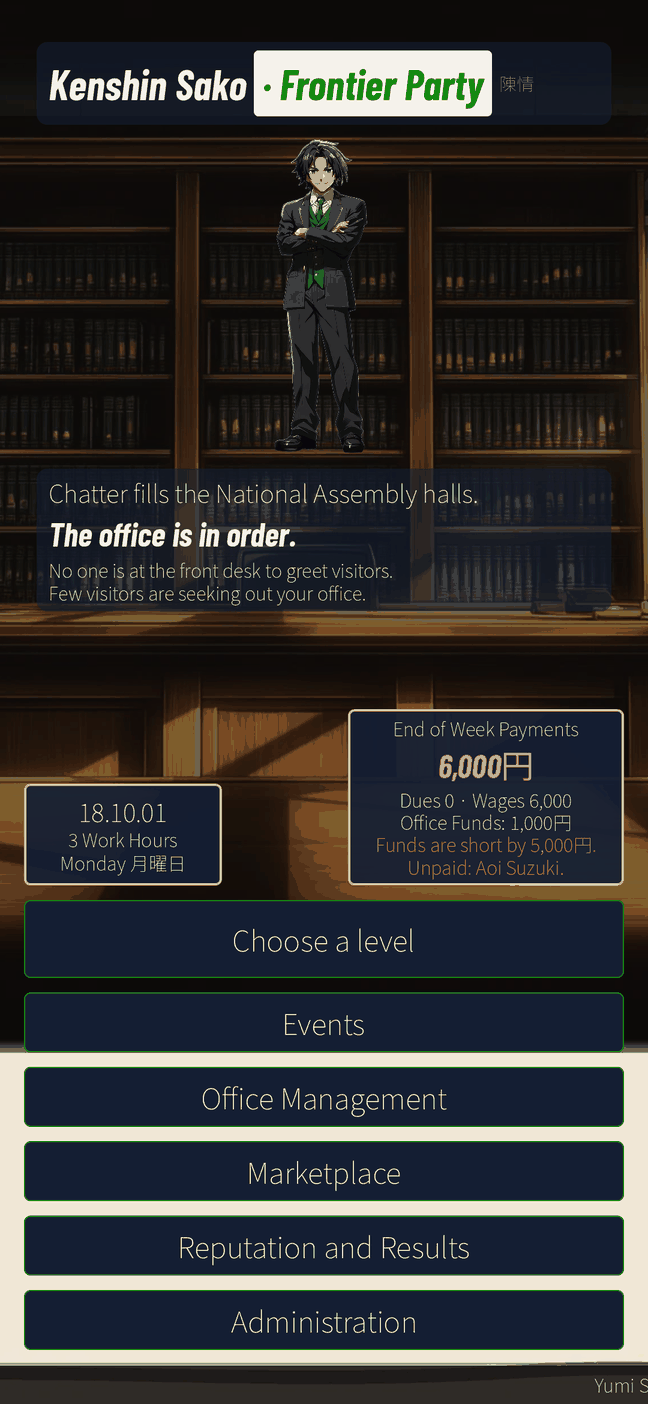 Kenshin Sako · Frontier Party 陳情
Chatter fills the National Assembly halls.
The office is in order.
No one is at the front desk to greet visitors.
Few visitors are seeking out your office.
End of Week Payments
6,000円
Dues 0 · Wages 6,000
Office Funds: 1,000円
Funds are short by 5,000円.
Unpaid: Aoi Suzuki.
18.10.01
3 Work Hours
Monday 月曜日
Choose a level
Events
Office Management
Marketplace
Reputation and Results
Administration
Yumi S